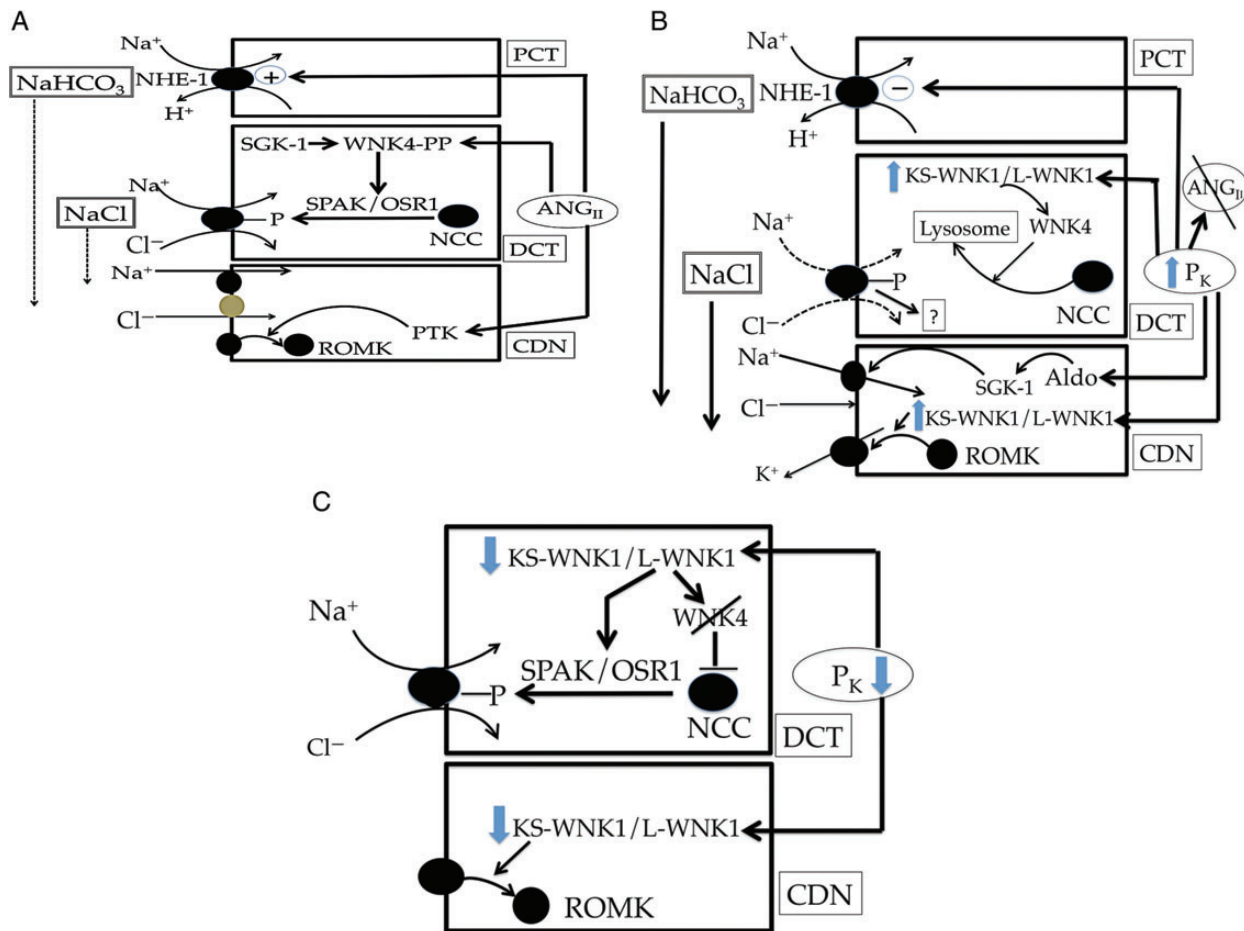 A
Na⁺
PCT
NaHCO₃
NHE-1
+
H⁺
SGK-1
WNK4-PP
Na⁺
NaCl
SPAK/OSR1
ANG_II
P
NCC
Cl⁻
DCT
Na⁺
Cl⁻
PTK
ROMK
CDN
B
Na⁺
PCT
NaHCO₃
NHE-1
−
H⁺
KS-WNK1/L-WNK1
ANG_II
Na⁺
Lysosome
WNK4
NaCl
P
P_K
?
NCC
Cl⁻
DCT
Na⁺
SGK-1
Aldo
Cl⁻
KS-WNK1/L-WNK1
ROMK
CDN
K⁺
C
KS-WNK1/L-WNK1
Na⁺
WNK4
SPAK/OSR1
P_K
P
NCC
Cl⁻
DCT
KS-WNK1/L-WNK1
ROMK
CDN